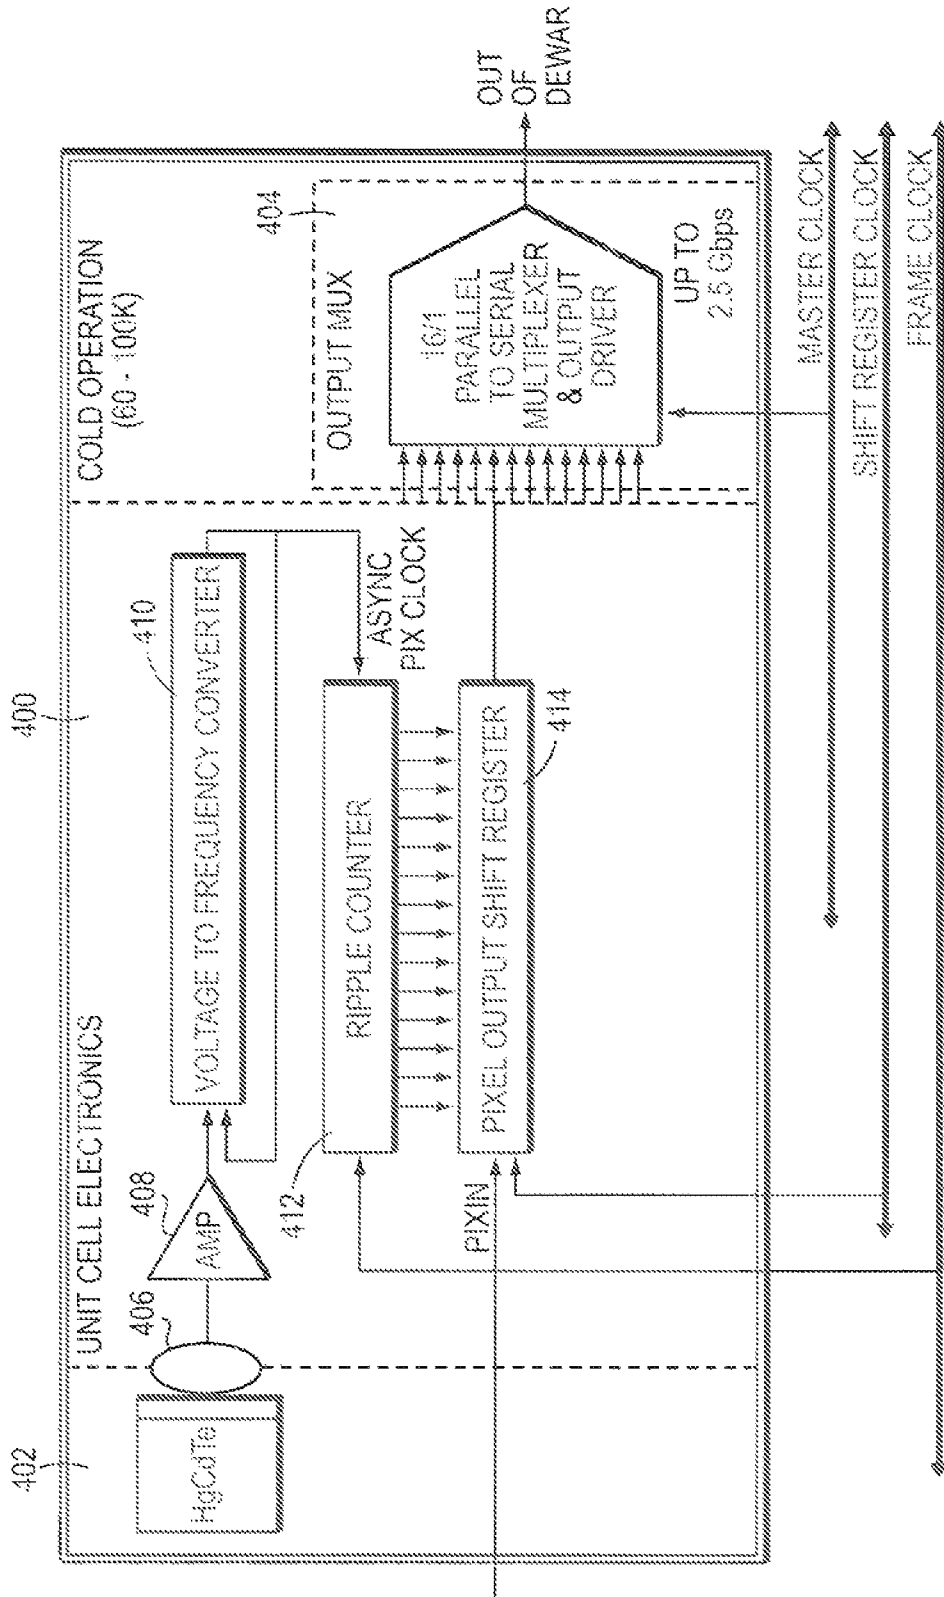 400
402
UNIT CELL ELECTRONICS
COLD OPERATION
(60 - 100K)
HgCdTe
406
408
AMP
410
VOLTAGE TO FREQUENCY CONVERTER
412
RIPPLE COUNTER
ASYNC
PIX CLOCK
PIXIN
PIXEL OUTPUT SHIFT REGISTER
414
404
OUTPUT MUX
16/1
PARALLEL
TO SERIAL
MULTIPLEXER
& OUTPUT
DRIVER
UP TO
2.5 Gbps
OUT
OF
DEWAR
MASTER CLOCK
SHIFT REGISTER CLOCK
FRAME CLOCK